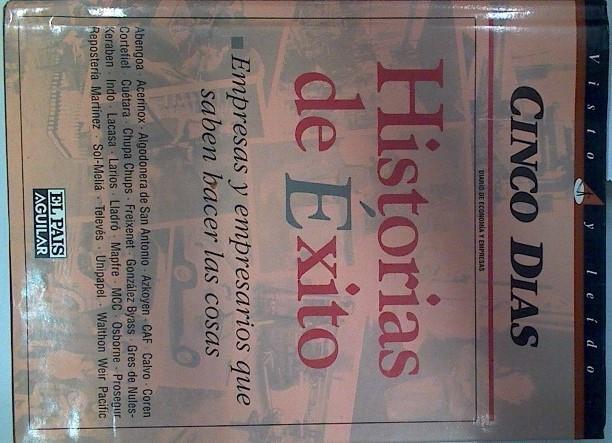 Visto y leído
CINCO DIAS
DIARIO DE ECONOMÍA Y EMPRESAS
Historias
de Éxito
Empresas y empresarios que
saben hacer las cosas
Abengoa · Acerinox · Algodonera de San Antonio · Azkoyen · CAF · Calvo · Coren
Cortefiel · Cuétara · Chupa Chups · Freixenet · González Byass · Gres de Nules-
Keraben · Indo · Lacasa · Larios · Lladró · Mapfre · MCC · Osborne · Prosegur
Repostería Martínez · Sol-Meliá · Televés · Unipapel · Walthon Weir Pacific
EL PAIS
AGUILAR